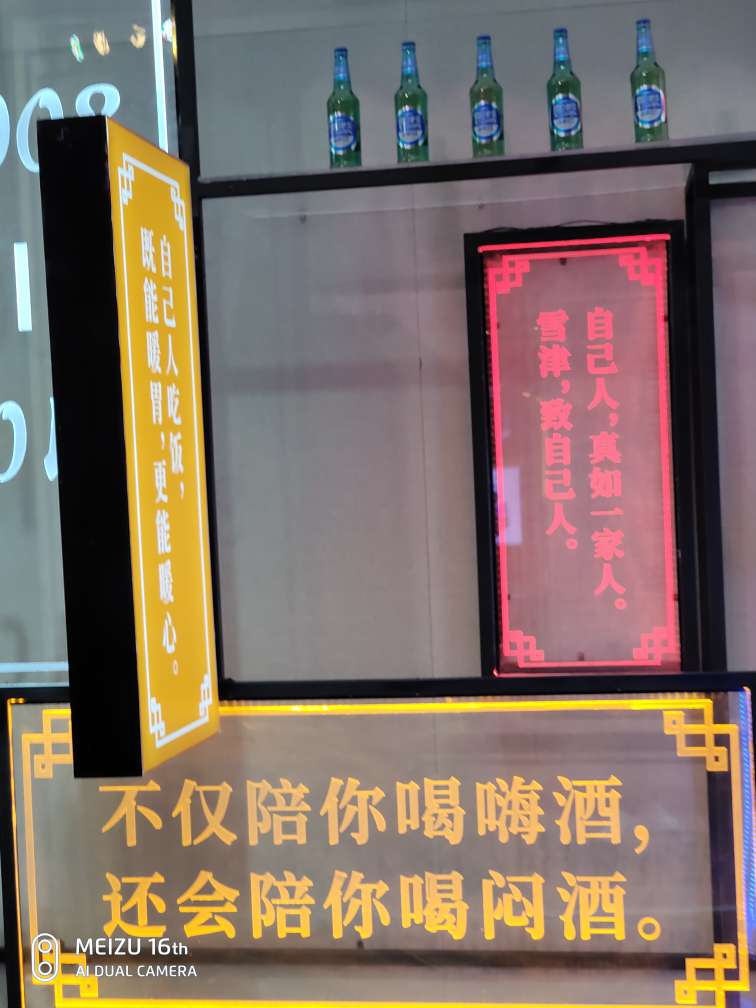 自己人吃饭，
既能暖胃，更能暖心。
自己人，真如一家人。
雪津，致自己人。
不仅陪你喝嗨酒，
还会陪你喝闷酒。
MEIZU 16th
AI DUAL CAMERA